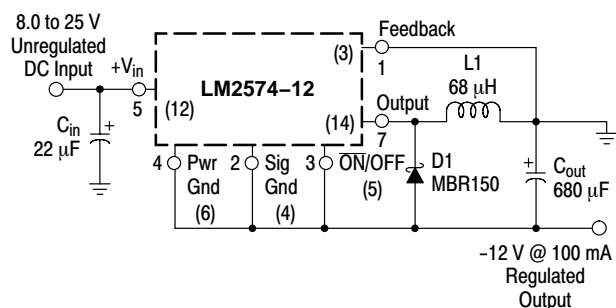 8.0 to 25 V
Unregulated
DC Input
+Vin
5
(12)
LM2574–12
(3)
Feedback
1
(14)
Output
7
L1
68 µH
Cin
22 µF
+
4
Pwr
Gnd
(6)
2
Sig
Gnd
(4)
3
ON/OFF
(5)
D1
MBR150
+
Cout
680 µF
–12 V @ 100 mA
Regulated
Output